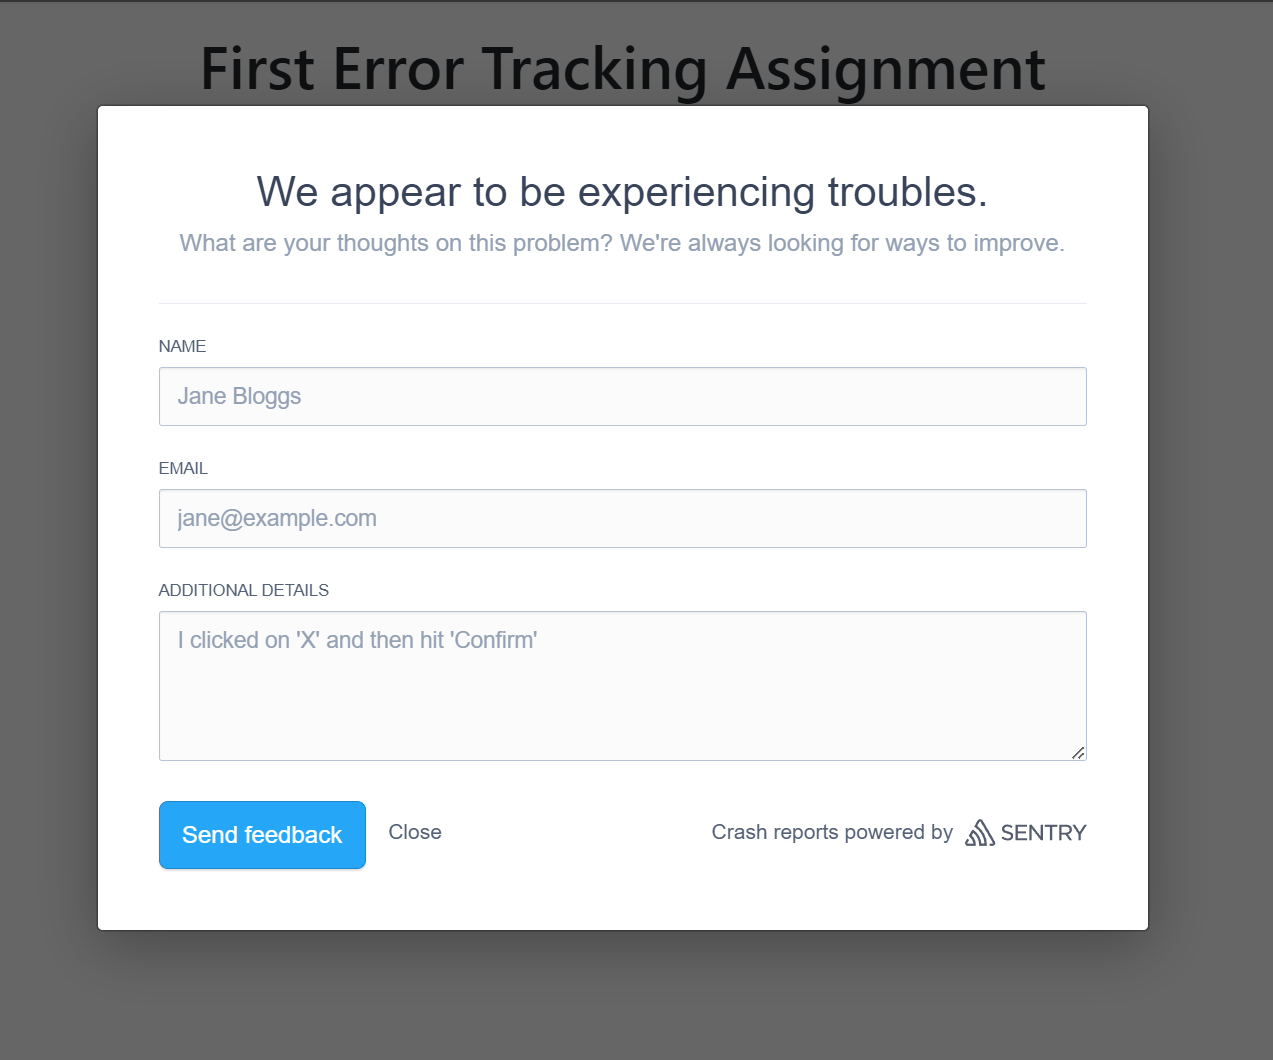 First Error Tracking Assignment
We appear to be experiencing troubles.
What are your thoughts on this problem? We're always looking for ways to improve.
NAME
Jane Bloggs
EMAIL
jane@example.com
ADDITIONAL DETAILS
I clicked on 'X' and then hit 'Confirm'
Send feedback Close Crash reports powered by SENTRY